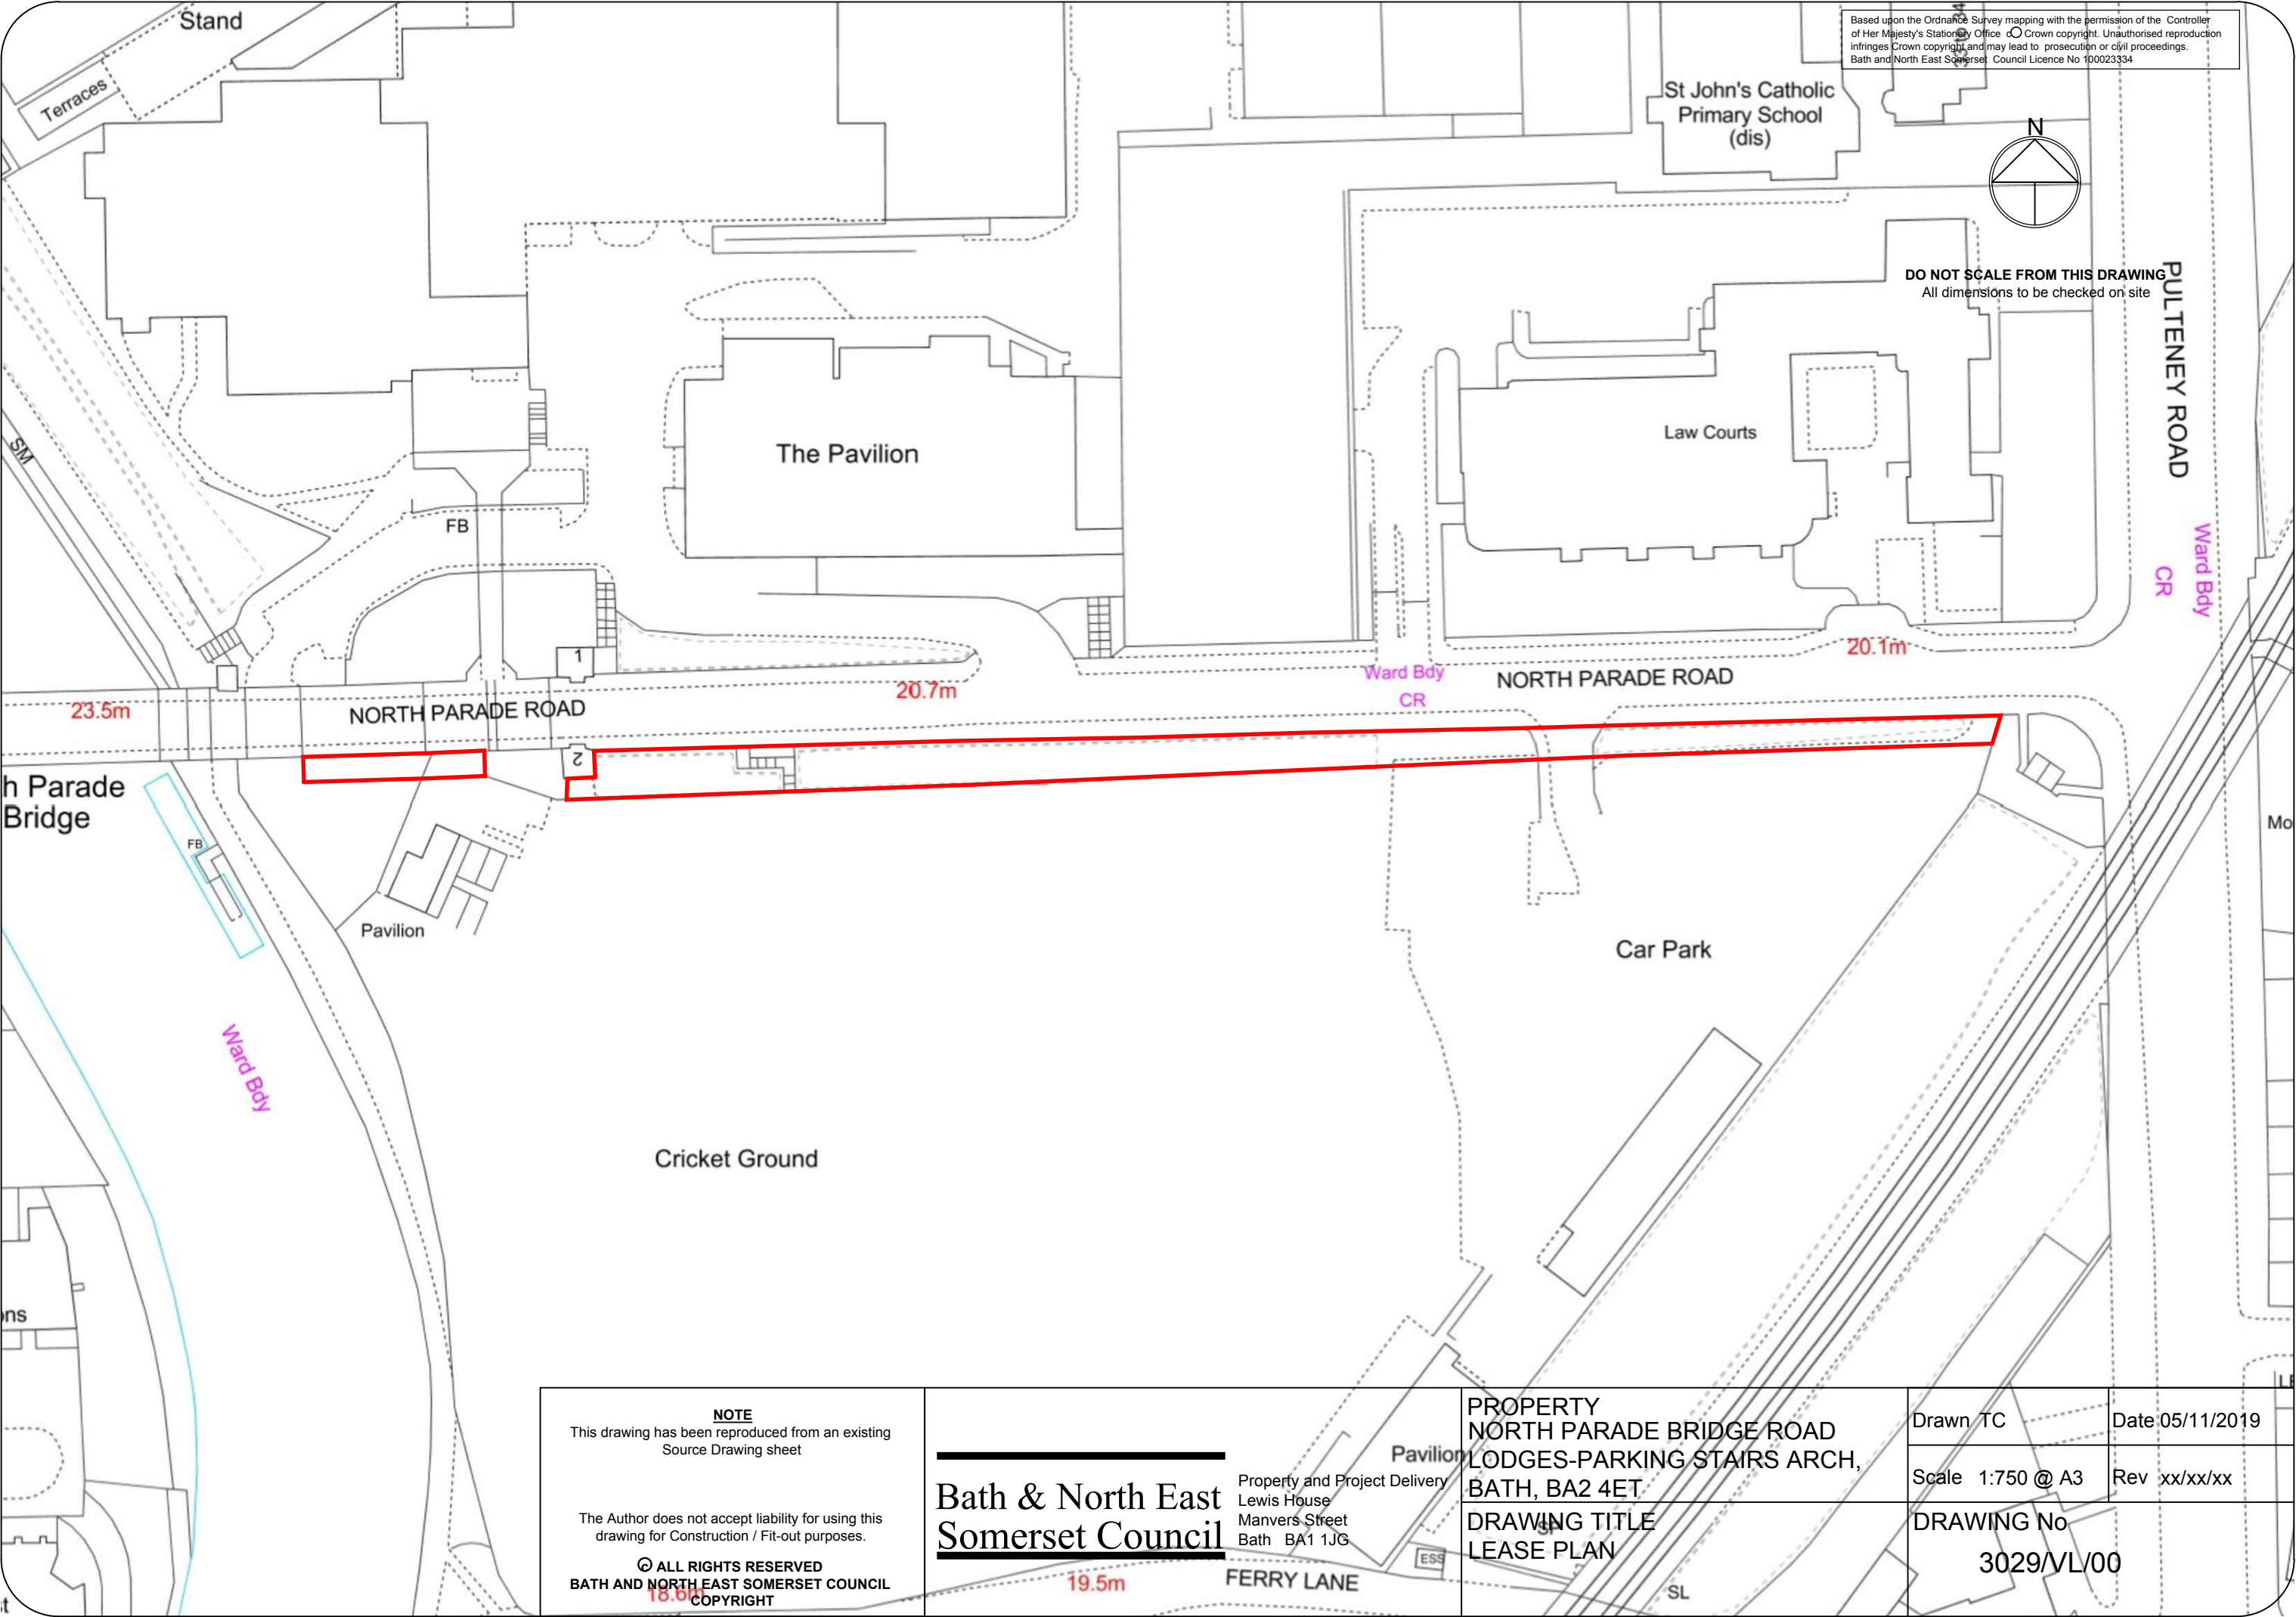 Stand
Terraces
Based upon the Ordnance Survey mapping with the permission of the Controller
of Her Majesty's Stationery Office c Crown copyright. Unauthorised reproduction
infringes Crown copyright and may lead to prosecution or civil proceedings.
Bath and North East Somerset Council Licence No 100023334
33 to 34
St John's Catholic
Primary School
(dis)
N
DO NOT SCALE FROM THIS DRAWING
All dimensions to be checked on site
PULTENEY ROAD
The Pavilion
Law Courts
SM
FB
Ward Bdy
CR
1
20.1m
Ward Bdy
CR
NORTH PARADE ROAD
20.7m
23.5m
NORTH PARADE ROAD
2
h Parade
Bridge
FB
Mo
Pavilion
Car Park
Ward Bdy
Cricket Ground
ons
NOTE
This drawing has been reproduced from an existing
Source Drawing sheet
The Author does not accept liability for using this
drawing for Construction / Fit-out purposes.
C ALL RIGHTS RESERVED
BATH AND NORTH EAST SOMERSET COUNCIL
COPYRIGHT
18.6m
Bath & North East
Somerset Council
Property and Project Delivery
Lewis House
Manvers Street
Bath BA1 1JG
Pavilion
PROPERTY
NORTH PARADE BRIDGE ROAD
LODGES-PARKING STAIRS ARCH,
BATH, BA2 4ET
DRAWING TITLE
LEASE PLAN
Drawn TC
Date 05/11/2019
Scale 1:750 @ A3
Rev xx/xx/xx
DRAWING No
3029/VL/00
ESS
19.5m
FERRY LANE
SL